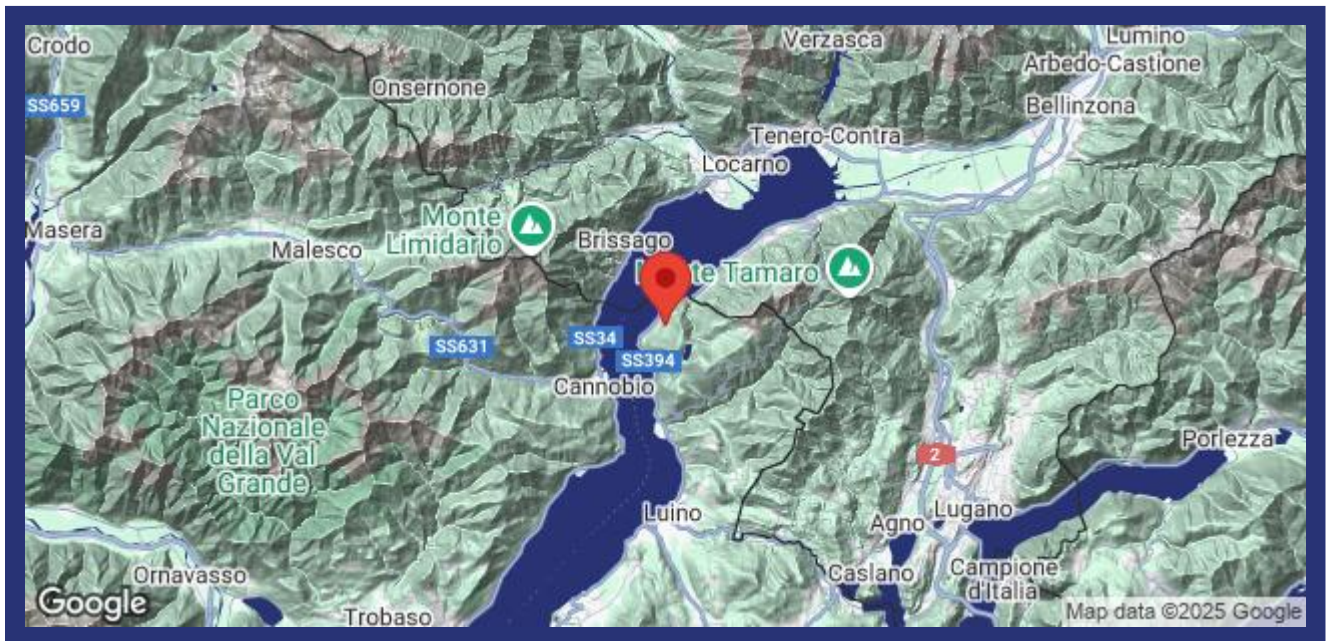 Crodo
Verzasca
Lumino
Arbedo-Castione
Onsernone
SS659
Bellinzona
Tenero-Contra
Locarno
Monte
Limidario
Brissago
Masera
Malesco
Tamaro
SS34
SS631
SS394
Cannobio
Parco
Nazionale
della Val
Grande
Porlezza
2
Luino
Lugano
Agno
Ornavasso
Caslano
Campione
d'Italia
Trobaso
Google
Map data ©2025 Google